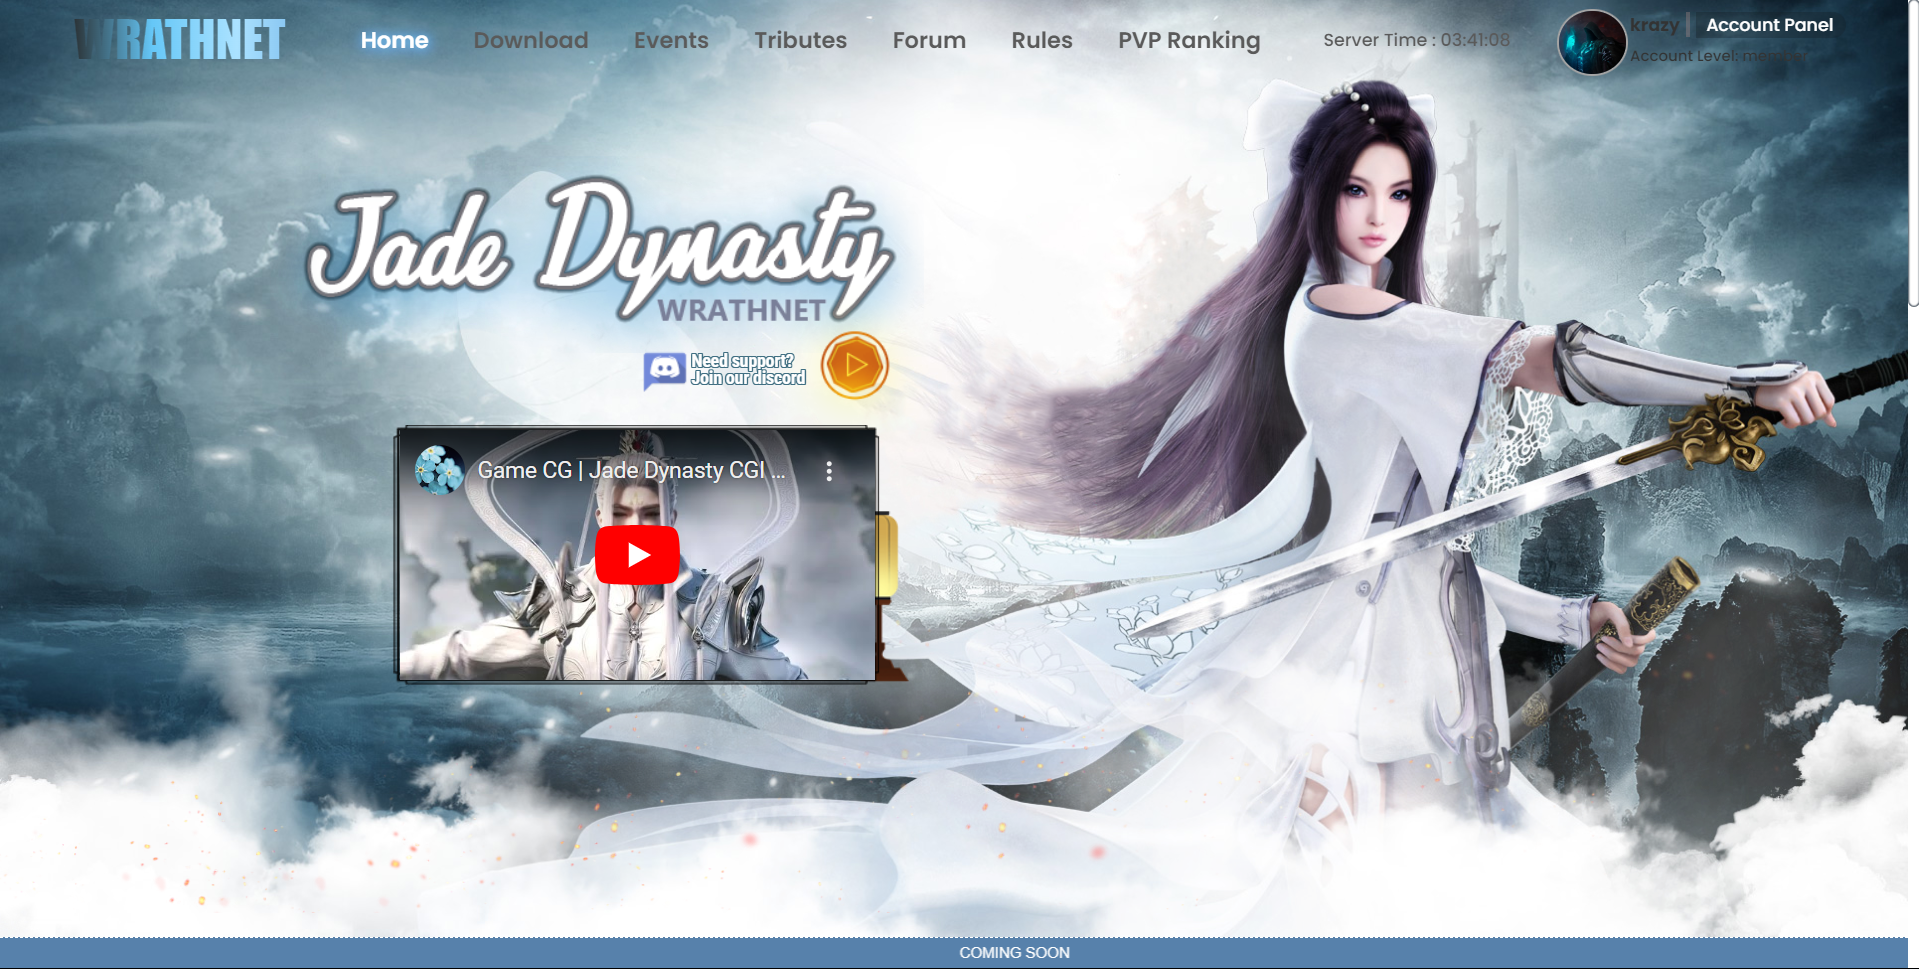 WRATHNET
Home Download Events Tributes Forum Rules PVP Ranking
Server Time : 03:41:08
krazy | Account Panel
Account Level: member
Jade Dynasty
WRATHNET
Need support?
Join our discord
Game CG | Jade Dynasty CGI ...
COMING SOON